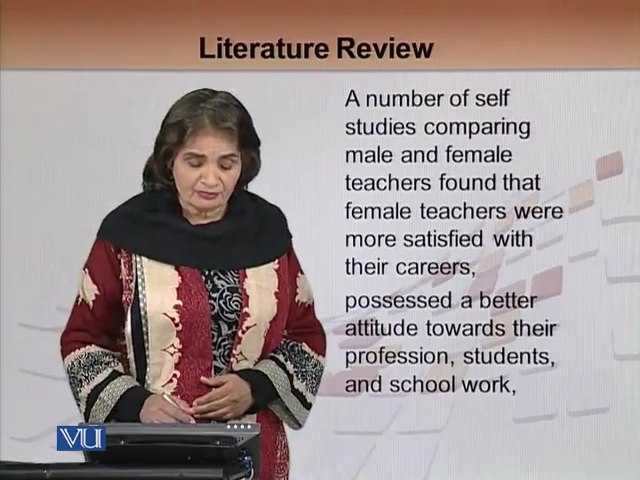 Literature Review
A number of self
studies comparing
male and female
teachers found that
female teachers were
more satisfied with
their careers,
possessed a better
attitude towards their
profession, students,
and school work,
VU